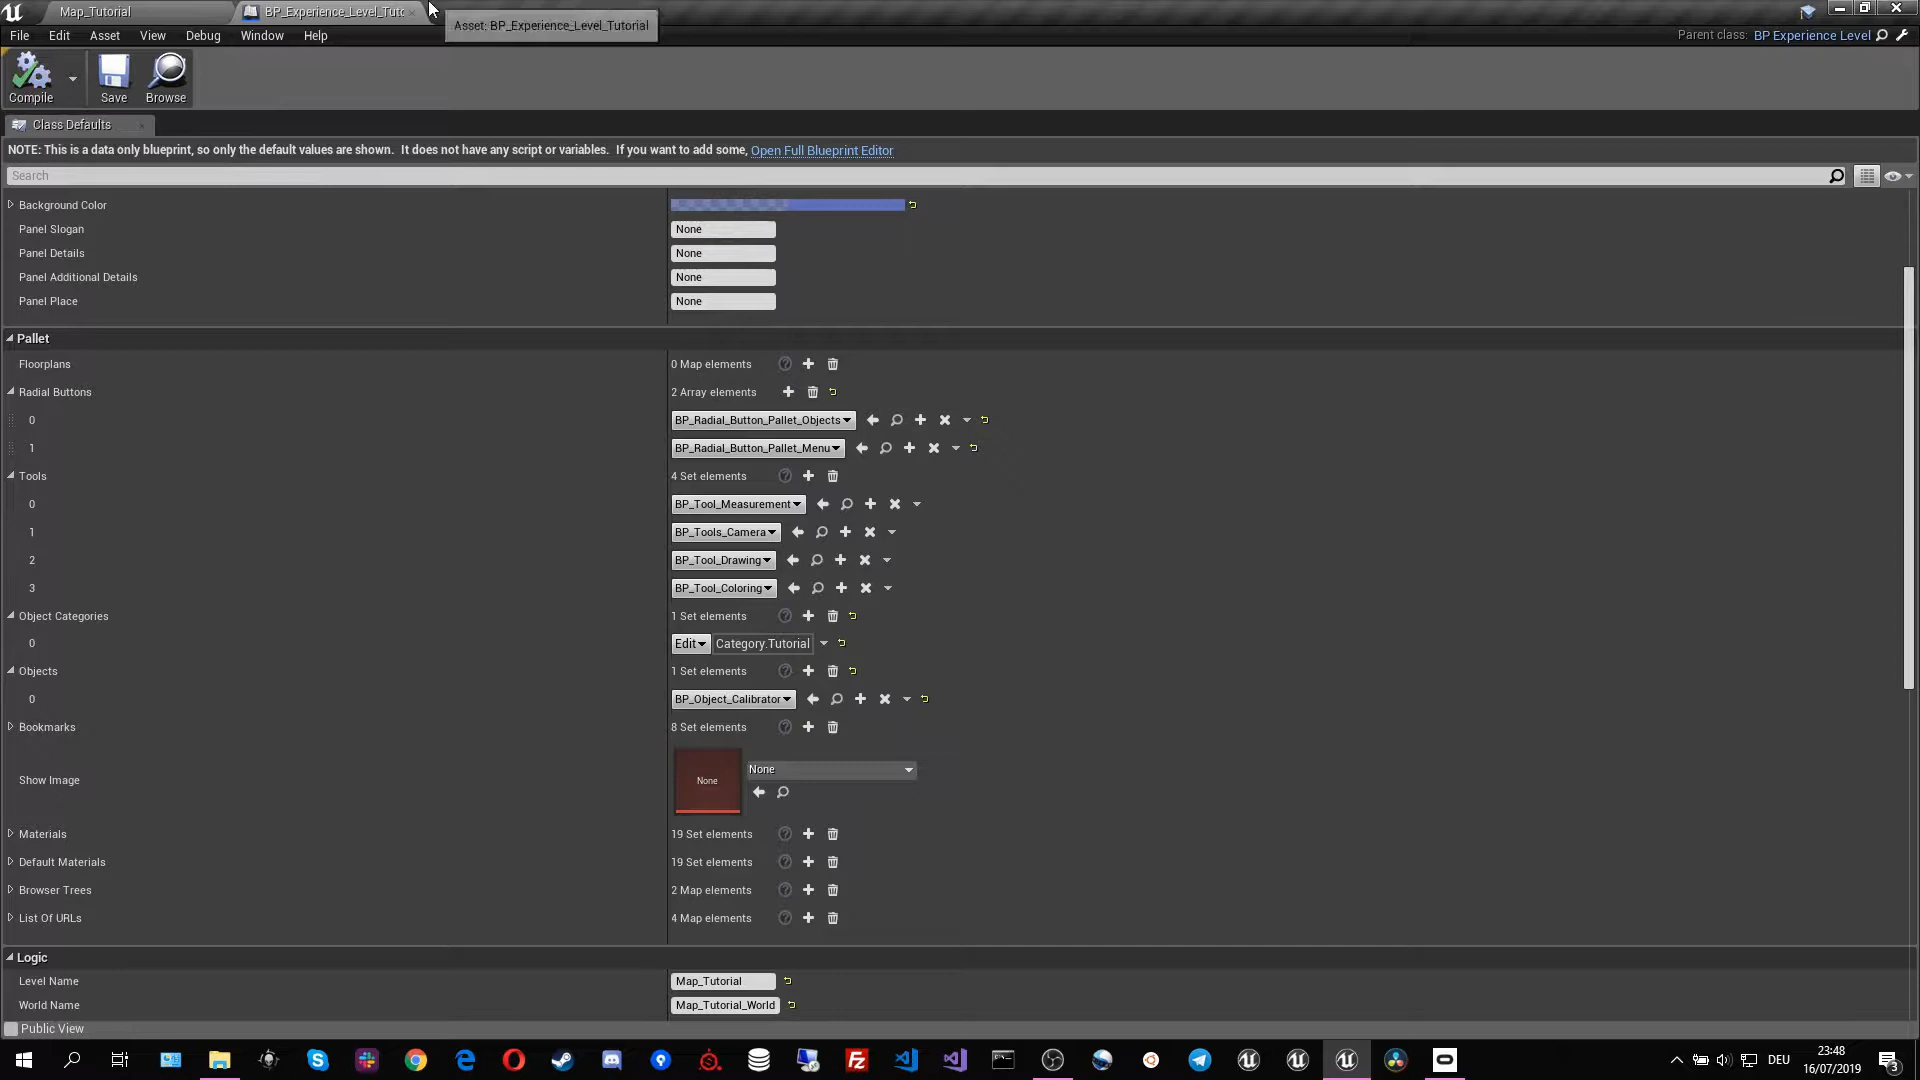 Map_Tutorial
BP_Experience_Level_Tuto
Asset: BP_Experience_Level_Tutorial
File Edit Asset View Debug Window Help
Parent class: BP Experience Level
Compile Save Browse
Class Defaults
NOTE: This is a data only blueprint, so only the default values are shown. It does not have any script or variables. If you want to add some, Open Full Blueprint Editor
Search
Background Color
Panel Slogan None
Panel Details None
Panel Additional Details None
Panel Place None
Pallet
Floorplans 0 Map elements
Radial Buttons 2 Array elements
0 BP_Radial_Button_Pallet_Objects
1 BP_Radial_Button_Pallet_Menu
Tools 4 Set elements
0 BP_Tool_Measurement
1 BP_Tools_Camera
2 BP_Tool_Drawing
3 BP_Tool_Coloring
Object Categories 1 Set elements
0 Edit Category.Tutorial
Objects 1 Set elements
0 BP_Object_Calibrator
Bookmarks 8 Set elements
Show Image None None
Materials 19 Set elements
Default Materials 19 Set elements
Browser Trees 2 Map elements
List Of URLs 4 Map elements
Logic
Level Name Map_Tutorial
World Name Map_Tutorial_World
Public View
DEU 23:48
16/07/2019 3